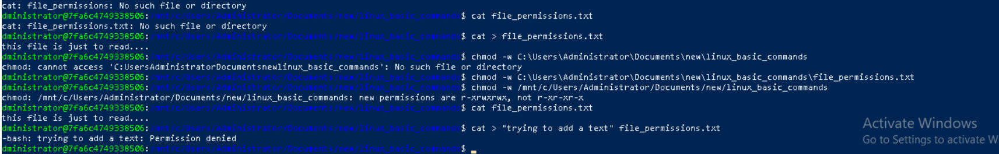 cat: file_permissions: No such file or directory
dministrator@7fa6c4749338506:/mnt/c/Users/Administrator/Documents/new/linux_basic_commands$ cat file_permissions.txt
cat: file_permissions.txt: No such file or directory
dministrator@7fa6c4749338506:/mnt/c/Users/Administrator/Documents/new/linux_basic_commands$ cat > file_permissions.txt
this file is just to read....
dministrator@7fa6c4749338506:/mnt/c/Users/Administrator/Documents/new/linux_basic_commands$ chmod -w C:\Users\Administrator\Documents\new\linux_basic_commands
chmod: cannot access 'C:UsersAdministratorDocumentsnewlinux_basic_commands': No such file or directory
dministrator@7fa6c4749338506:/mnt/c/Users/Administrator/Documents/new/linux_basic_commands$ chmod -w C:\Users\Administrator\Documents\new\linux_basic_commands\file_permissions.txt
dministrator@7fa6c4749338506:/mnt/c/Users/Administrator/Documents/new/linux_basic_commands$ chmod -w /mnt/c/Users/Administrator/Documents/new/linux_basic_commands
chmod: /mnt/c/Users/Administrator/Documents/new/linux_basic_commands: new permissions are r-xrwxrwx, not r-xr-xr-x
dministrator@7fa6c4749338506:/mnt/c/Users/Administrator/Documents/new/linux_basic_commands$ cat file_permissions.txt
this file is just to read....
dministrator@7fa6c4749338506:/mnt/c/Users/Administrator/Documents/new/linux_basic_commands$ cat > "trying to add a text" file_permissions.txt
-bash: trying to add a text: Permission denied
dministrator@7fa6c4749338506:/mnt/c/Users/Administrator/Documents/new/linux_basic_commands$
Activate Windows
Go to Settings to activate W